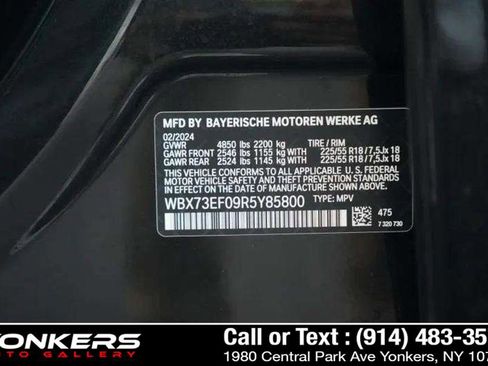 MFD BY BAYERISCHE MOTOREN WERKE AG
02/2024
GVWR 4850 lbs 2200 kg TIRE / RIM
GAWR FRONT 2546 lbs 1155 kg WITH 225/55 R18/7,5Jx 18
GAWR REAR 2524 lbs 1145 kg WITH 225/55 R18/7,5Jx 18
THIS VEHICLE CONFORMS TO ALL APPLICABLE U. S. FEDERAL
MOTOR VEHICLE SAFETY, BUMPER, AND THEFT PREVENTION
STANDARDS IN EFFECT ON THE DATE OF MANUFACTURE
SHOWN ABOVE.
WBX73EF09R5Y85800 TYPE: MPV
475
7 320 730
YONKERS
AUTO GALLERY
Call or Text : (914) 483-35
1980 Central Park Ave Yonkers, NY 107